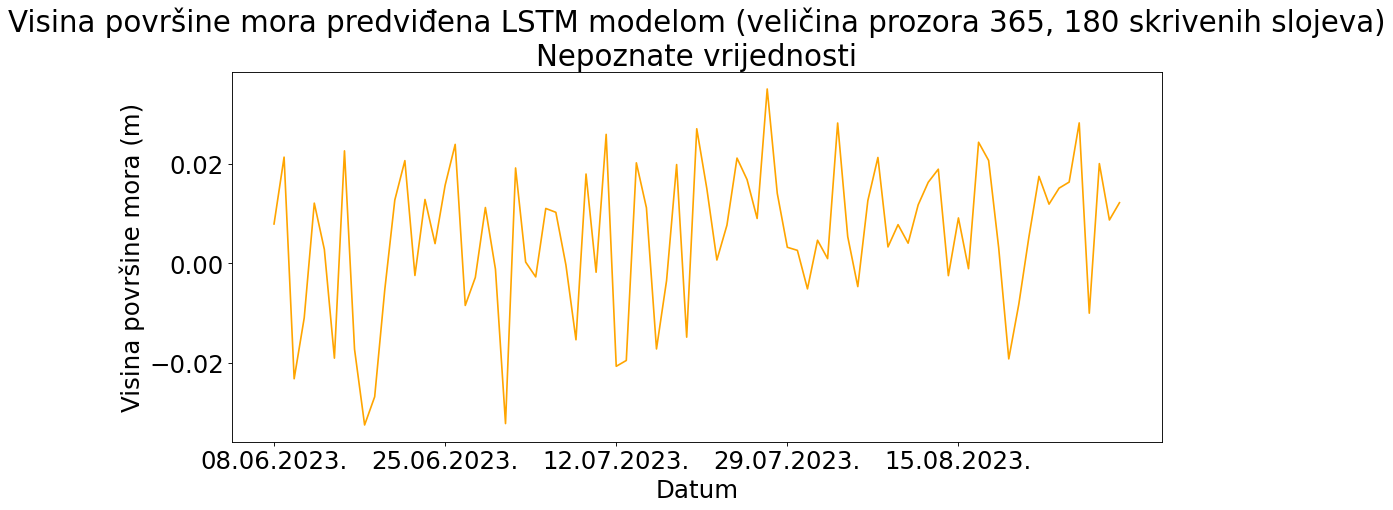 Visina površine mora predviđena LSTM modelom (veličina prozora 365, 180 skrivenih slojeva)
Nepoznate vrijednosti
Visina površine mora (m)
0.02
0.00
−0.02
08.06.2023. 25.06.2023. 12.07.2023. 29.07.2023. 15.08.2023.
Datum